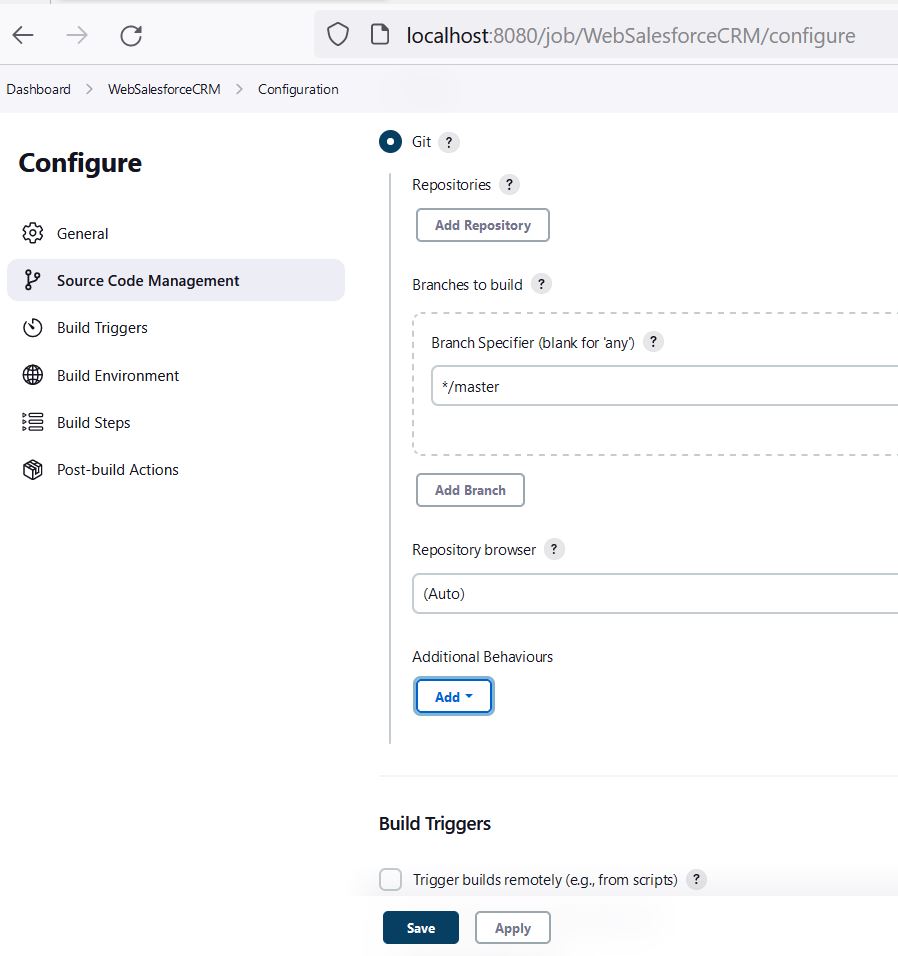 localhost:8080/job/WebSalesforceCRM/configure
Dashboard > WebSalesforceCRM > Configuration
Configure
General
Source Code Management
Build Triggers
Build Environment
Build Steps
Post-build Actions
Git ?
Repositories ?
Add Repository
Branches to build ?
Branch Specifier (blank for 'any') ?
*/master
Add Branch
Repository browser ?
(Auto)
Additional Behaviours
Add
Build Triggers
Trigger builds remotely (e.g., from scripts) ?
Save Apply